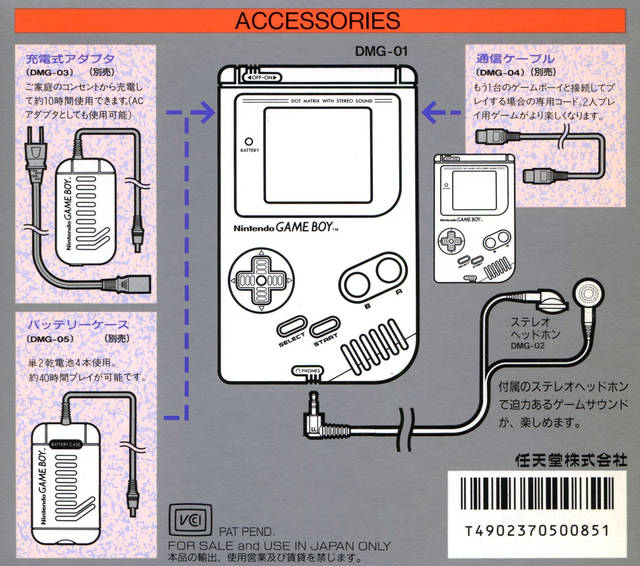 ACCESSORIES
充電式アダプタ
(DMG-03) (別売)
ご家庭のコンセントから充電し
て約10時間使用できます。(AC
アダプタとしても使用可能)
Nintendo GAME BOY™
バッテリーケース
(DMG-05) (別売)
単2乾電池4本使用。
約40時間プレイが可能です。
BATTERY CASE
Nintendo GAME BOY™
DMG-01
◁OFF•ON▷
DOT MATRIX WITH STEREO SOUND
BATTERY
Nintendo GAME BOY™
B A
SELECT START
PHONES
通信ケーブル
(DMG-04) (別売)
もう1台のゲームボーイと接続してプ
レイする場合の専用コード。2人プレ
イ用ゲームがより楽しくなります。
Nintendo GAME BOY™
ステレオ
ヘッドホン
DMG-02
付属のステレオヘッドホン
で迫力あるゲームサウンド
が、楽しめます。
任天堂株式会社
T4902370500851
VCI PAT PEND.
FOR SALE and USE IN JAPAN ONLY
本品の輸出、使用営業及び賃貸を禁じます。